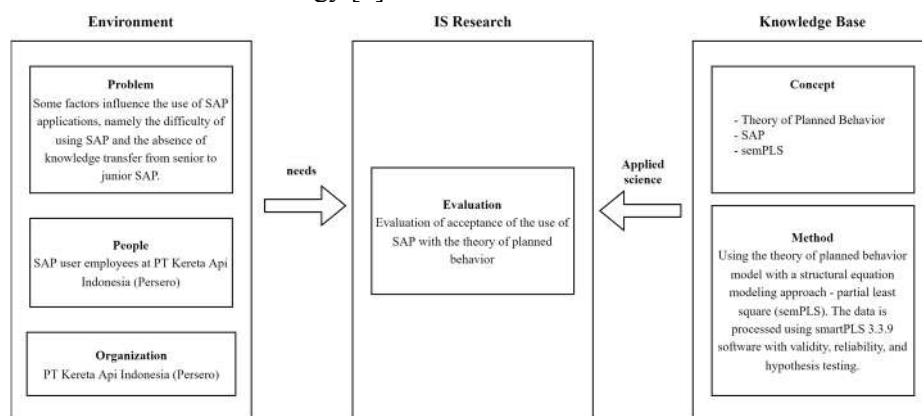 Environment
Problem
Some factors influence the use of SAP
applications, namely the difficulty of
using SAP and the absence of
knowledge transfer from senior to
junior SAP.
People
SAP user employees at PT Kereta Api
Indonesia (Persero)
Organization
PT Kereta Api Indonesia (Persero)
needs
IS Research
Evaluation
Evaluation of acceptance of the use of
SAP with the theory of planned
behavior
Applied
science
Knowledge Base
Concept
- Theory of Planned Behavior
- SAP
- semPLS
Method
Using the theory of planned behavior
model with a structural equation
modeling approach - partial least
square (semPLS). The data is
processed using smartPLS 3.3.9
software with validity, reliability, and
hypothesis testing.